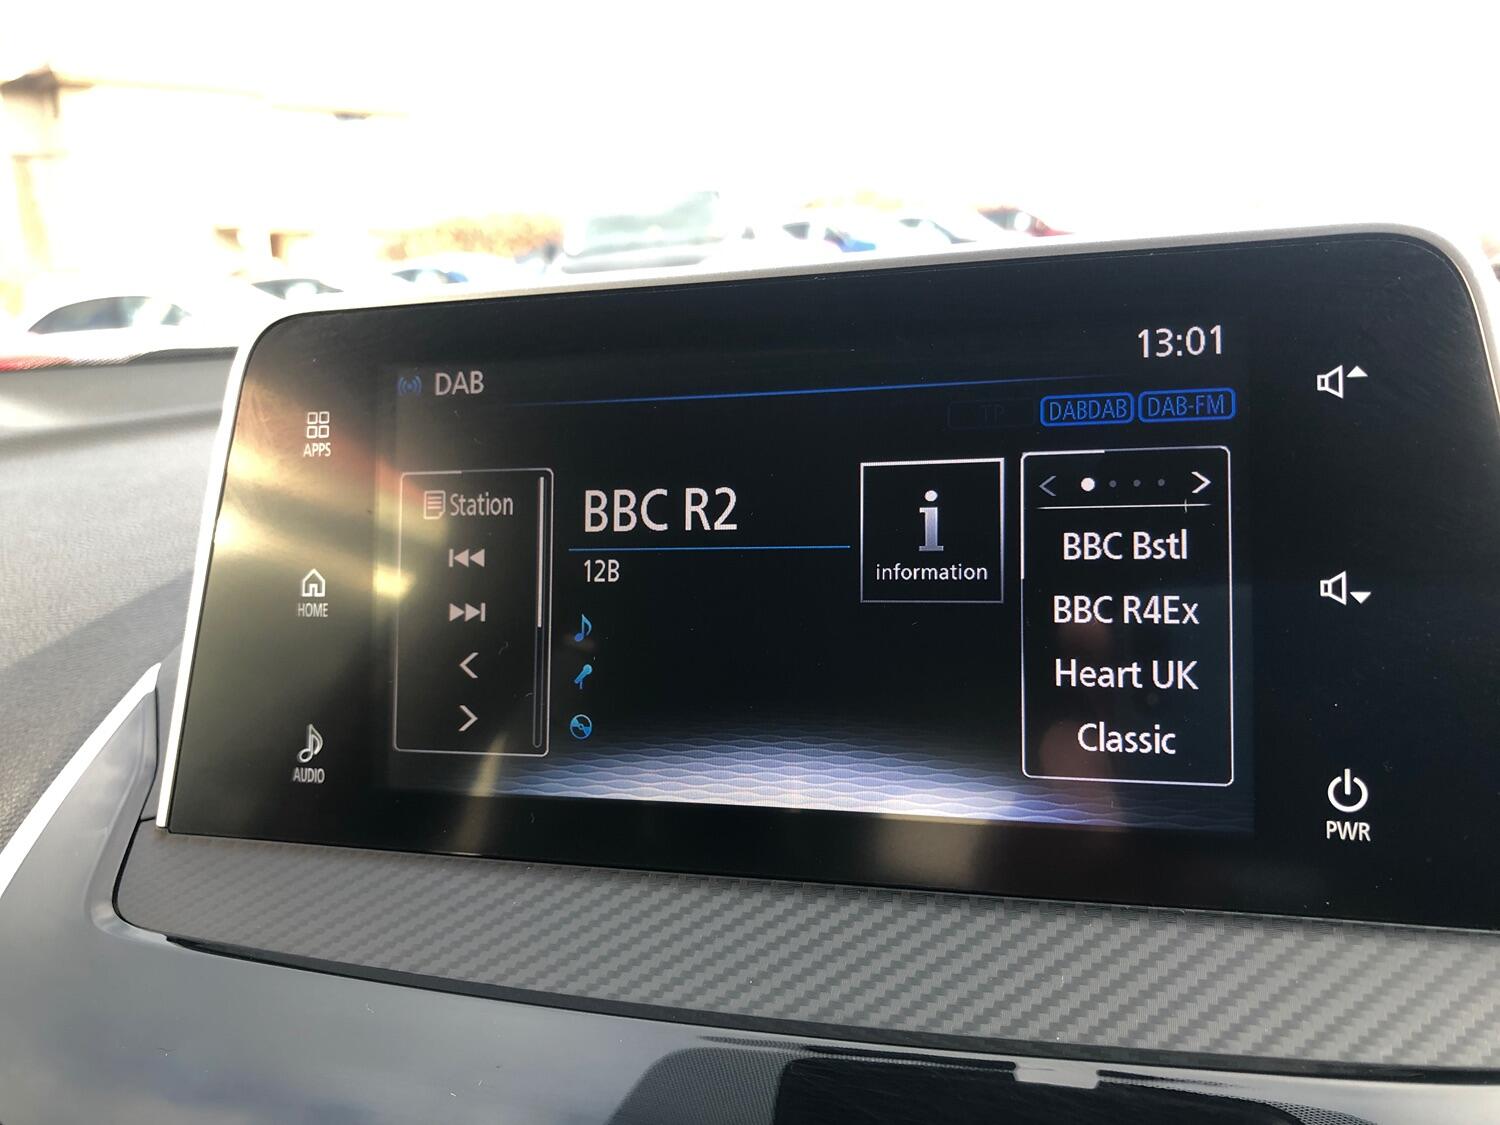 13:01
DAB
TP DABDAB DAB-FM
APPS
Station
BBC R2
12B
information
BBC Bstl
BBC R4Ex
Heart UK
Classic
HOME
AUDIO
PWR